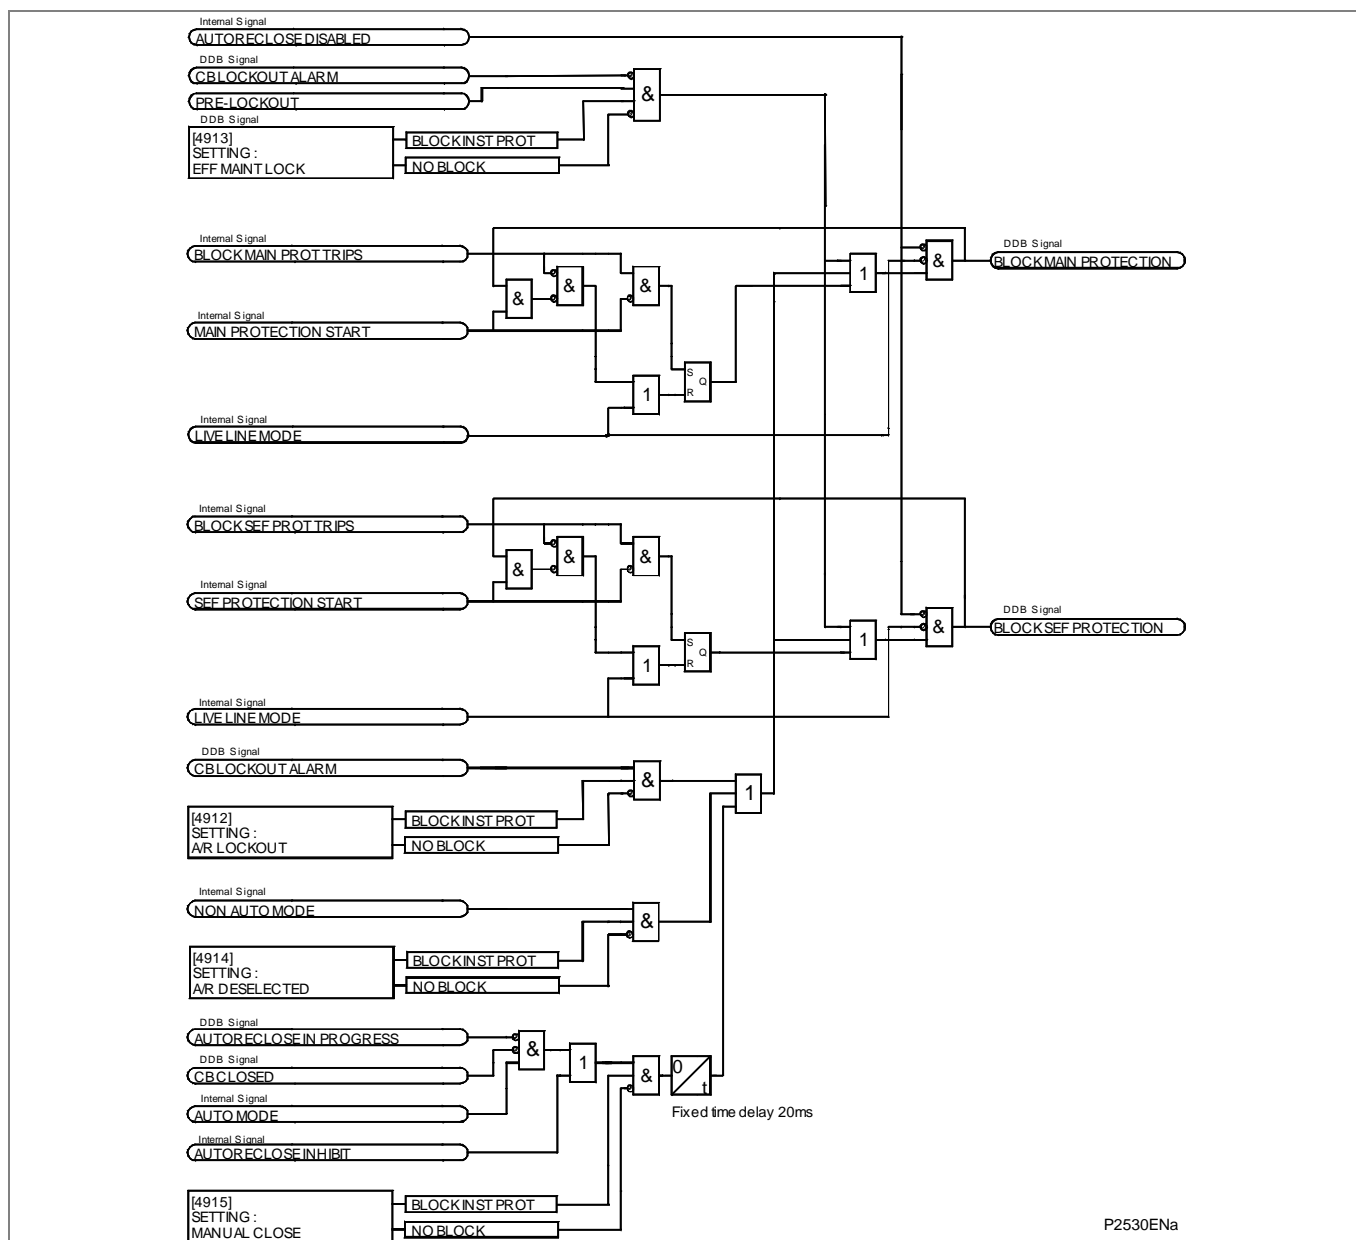 Internal Signal
AUTORECLOSE DISABLED
DDB Signal
CB LOCKOUT ALARM
PRE-LOCKOUT
DDB Signal
&
[4913]
SETTING :
EFF MAINT LOCK
BLOCK INST PROT
NO BLOCK
Internal Signal
BLOCK MAIN PROT TRIPS
&
&
&
1
&
DDB Signal
BLOCK MAIN PROTECTION
Internal Signal
MAIN PROTECTION START
1
S
Q
R
Internal Signal
LIVE LINE MODE
Internal Signal
BLOCK SEF PROT TRIPS
&
&
&
Internal Signal
SEF PROTECTION START
1
&
DDB Signal
BLOCK SEF PROTECTION
1
S
Q
R
Internal Signal
LIVE LINE MODE
DDB Signal
CB LOCKOUT ALARM
&
1
[4912]
SETTING :
A/R LOCKOUT
BLOCK INST PROT
NO BLOCK
Internal Signal
NON AUTO MODE
&
[4914]
SETTING :
A/R DESELECTED
BLOCK INST PROT
NO BLOCK
DDB Signal
AUTORECLOSE IN PROGRESS
DDB Signal
CB CLOSED
&
1
&
0
t
Internal Signal
AUTO MODE
Fixed time delay 20ms
Internal Signal
AUTORECLOSE INHIBIT
[4915]
SETTING :
MANUAL CLOSE
BLOCK INST PROT
NO BLOCK
P2530ENa